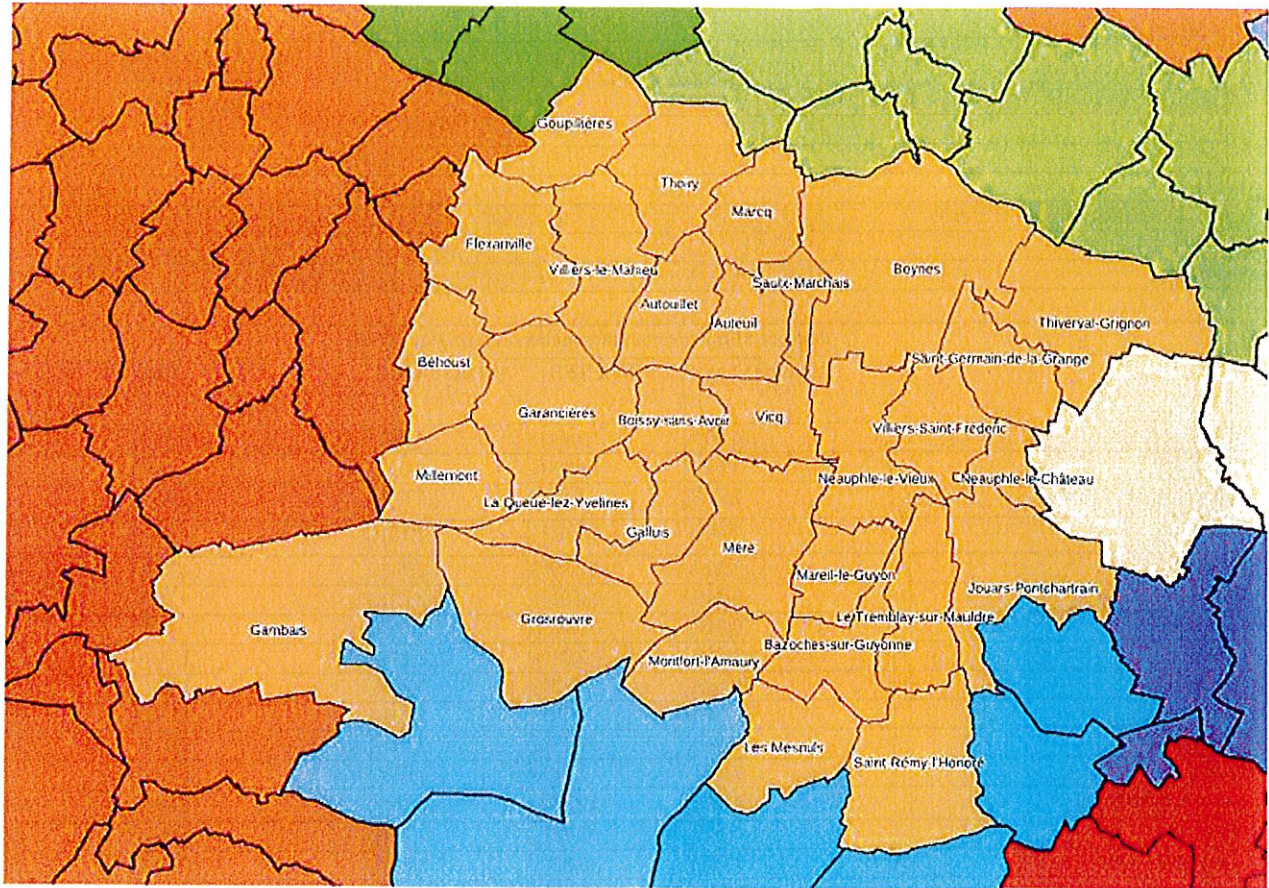 Goupillières
Thoiry
Marcq
Flexanville
Villiers-le-Mahieu
Beynes
Saulx-Marchais
Autouillet
Auteuil
Thiverval-Grignon
Béhoust
Saint-Germain-de-la-Grange
Garancières
Boissy-sans-Avoir
Vicq
Villiers-Saint-Fréderic
Millemont
La Queue-lez-Yvelines
Neauphle-le-Vieux
Neauphle-le-Château
Galluis
Méré
Mareil-le-Guyon
Jouars-Pontchartrain
Gambais
Grosrouvre
Le Tremblay-sur-Mauldre
Bazoches-sur-Guyonne
Montfort-l'Amaury
Les Mesnuls
Saint Rémy-l'Honoré